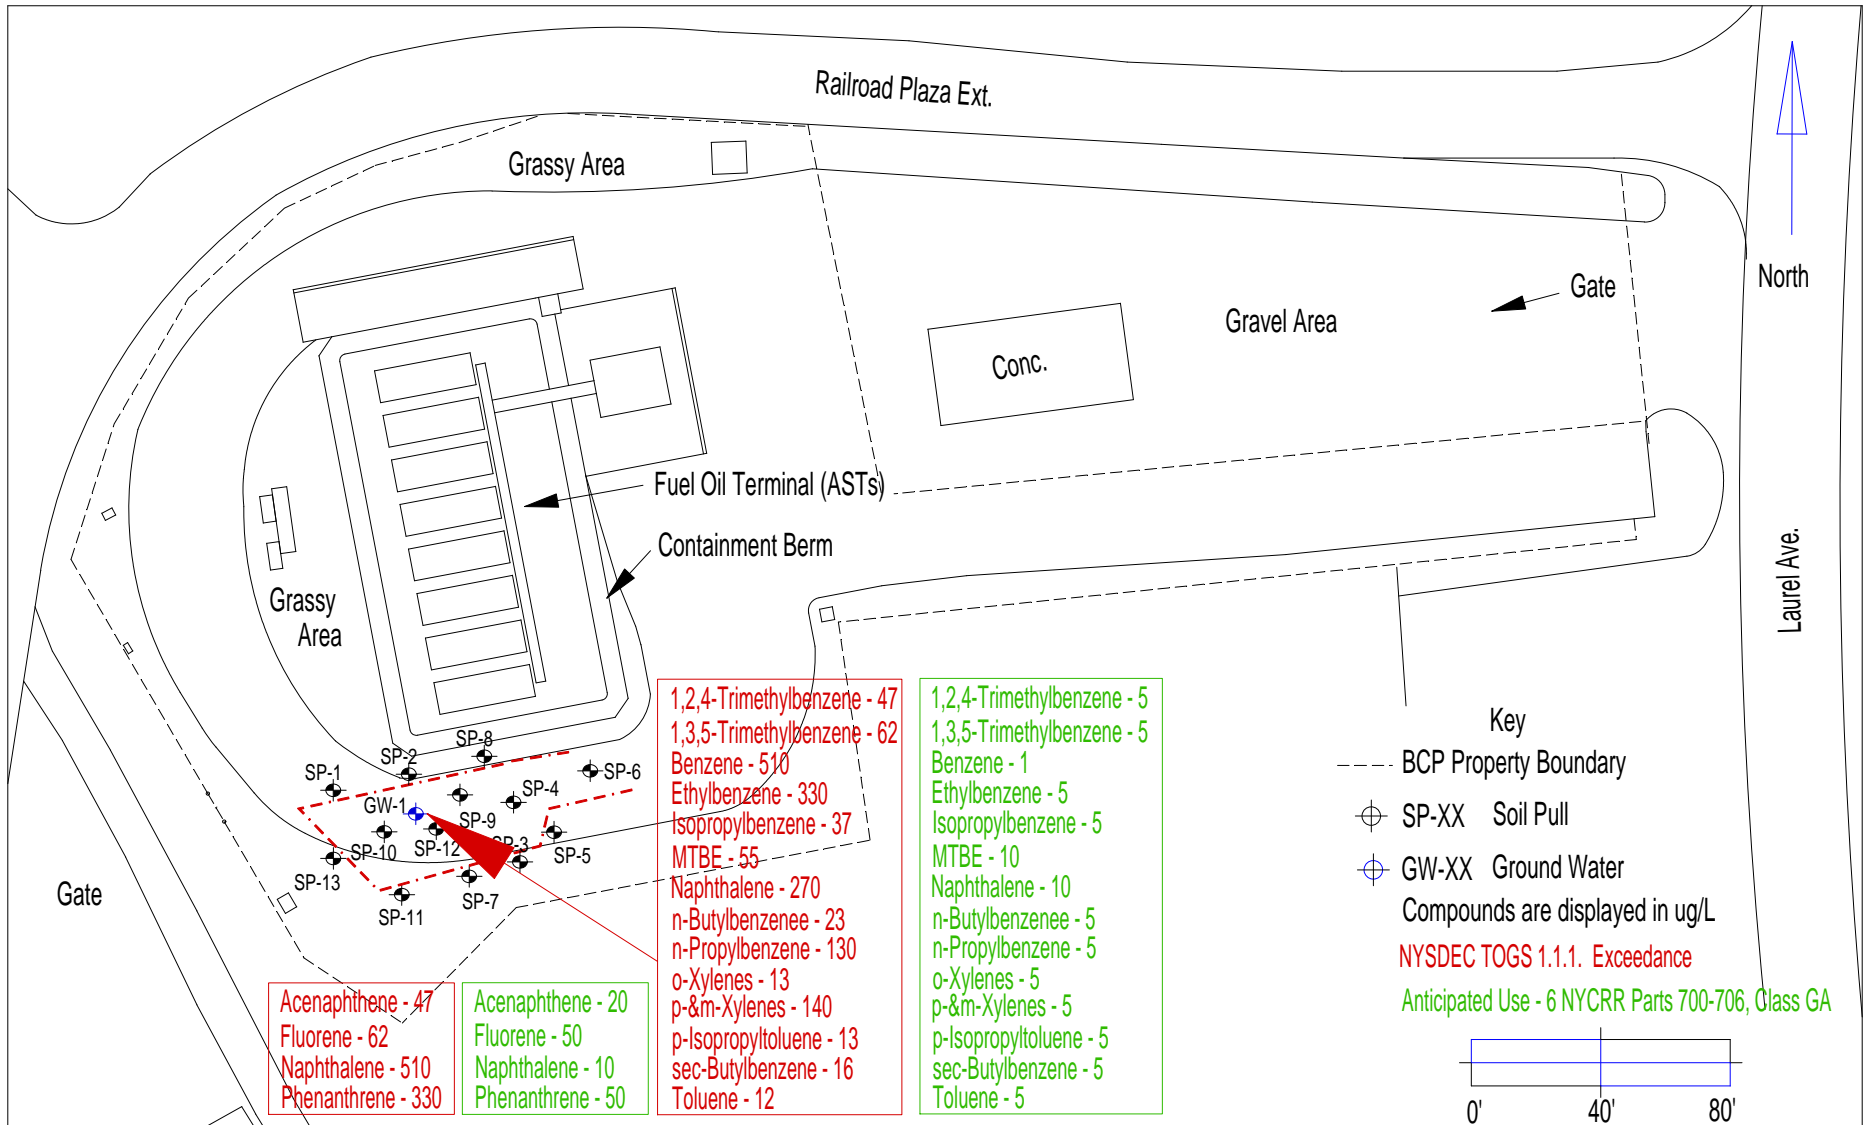 Railroad Plaza Ext.
Grassy Area
North
Gate
Gravel Area
Conc.
Fuel Oil Terminal (ASTs)
Containment Berm
Grassy
Area
Laurel Ave.
SP-8
SP-2
SP-1
SP-6
SP-4
GW-1
SP-9
SP-12
SP-3
SP-10
SP-5
SP-13
SP-7
SP-11
Gate
Acenaphthene - 47
Fluorene - 62
Naphthalene - 510
Phenanthrene - 330
Acenaphthene - 20
Fluorene - 50
Naphthalene - 10
Phenanthrene - 50
1,2,4-Trimethylbenzene - 47
1,3,5-Trimethylbenzene - 62
Benzene - 510
Ethylbenzene - 330
Isopropylbenzene - 37
MTBE - 55
Naphthalene - 270
n-Butylbenzenee - 23
n-Propylbenzene - 130
o-Xylenes - 13
p-&m-Xylenes - 140
p-Isopropyltoluene - 13
sec-Butylbenzene - 16
Toluene - 12
1,2,4-Trimethylbenzene - 5
1,3,5-Trimethylbenzene - 5
Benzene - 1
Ethylbenzene - 5
Isopropylbenzene - 5
MTBE - 10
Naphthalene - 10
n-Butylbenzenee - 5
n-Propylbenzene - 5
o-Xylenes - 5
p-&m-Xylenes - 5
p-Isopropyltoluene - 5
sec-Butylbenzene - 5
Toluene - 5
Key
BCP Property Boundary
SP-XX Soil Pull
GW-XX Ground Water
Compounds are displayed in ug/L
NYSDEC TOGS 1.1.1. Exceedance
Anticipated Use - 6 NYCRR Parts 700-706, Class GA
0' 40' 80'